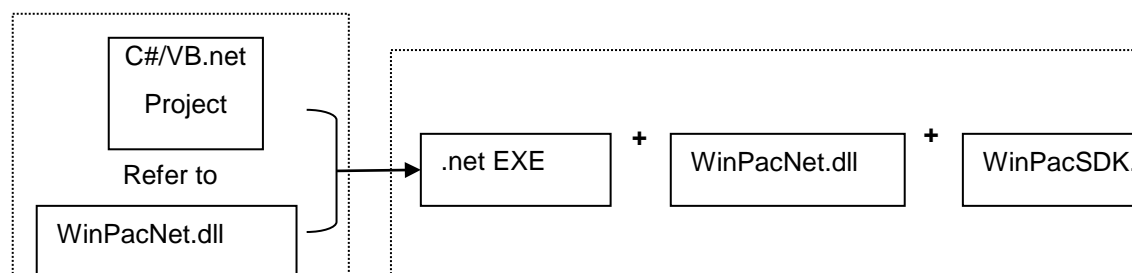 C#/VB.net
Project
Refer to
WinPacNet.dll
.net EXE
+
WinPacNet.dll
+
WinPacSDK.